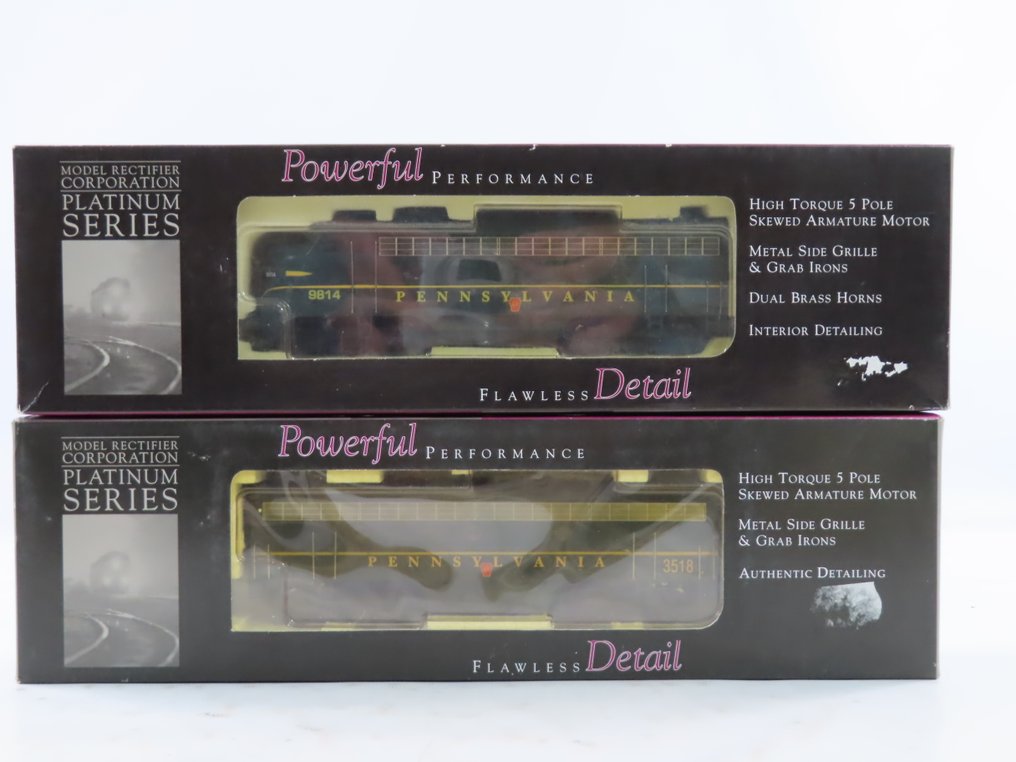 MODEL RECTIFIER
CORPORATION
PLATINUM
SERIES
Powerful PERFORMANCE
9814
PENNSYLVANIA
HIGH TORQUE 5 POLE
SKEWED ARMATURE MOTOR
METAL SIDE GRILLE
& GRAB IRONS
DUAL BRASS HORNS
INTERIOR DETAILING
FLAWLESS Detail
MODEL RECTIFIER
CORPORATION
PLATINUM
SERIES
Powerful PERFORMANCE
PENNSYLVANIA
3518
HIGH TORQUE 5 POLE
SKEWED ARMATURE MOTOR
METAL SIDE GRILLE
& GRAB IRONS
AUTHENTIC DETAILING
FLAWLESS Detail